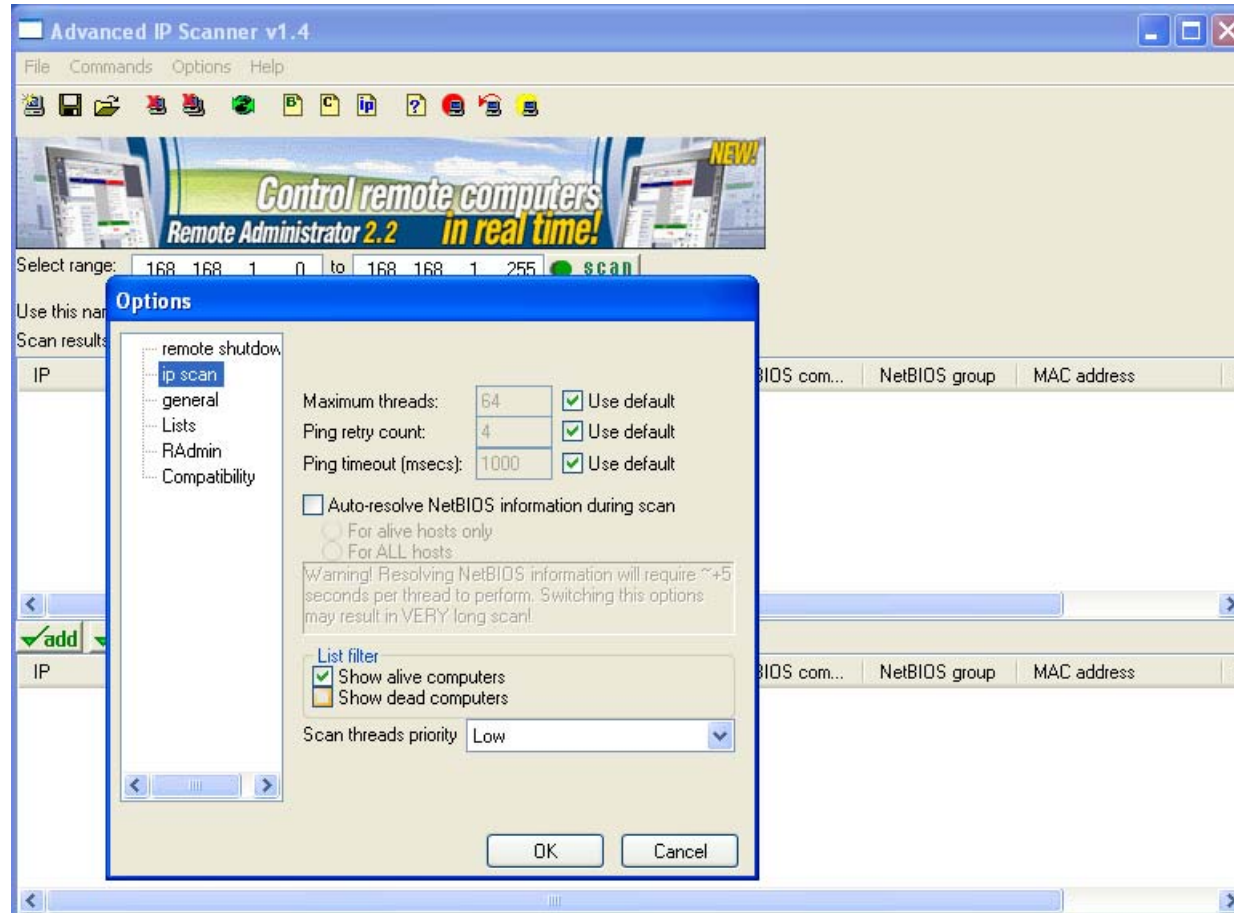 Advanced IP Scanner v1.4
File Commands Options Help
B C ip ?
NEW!
Control remote computers
Remote Administrator 2.2 in real time!
Select range: 168 168 1 0 to 168 168 1 255 scan
Use this nar
Scan results
IP
BIOS com... NetBIOS group MAC address
Options
remote shutdow
ip scan
general
Lists
RAdmin
Compatibility
Maximum threads: 64 Use default
Ping retry count: 4 Use default
Ping timeout (msecs): 1000 Use default
Auto-resolve NetBIOS information during scan
For alive hosts only
For ALL hosts
Warning! Resolving NetBIOS information will require ~+5
seconds per thread to perform. Switching this options
may result in VERY long scan!
List filter
Show alive computers
Show dead computers
Scan threads priority Low
OK Cancel
add
IP
BIOS com... NetBIOS group MAC address